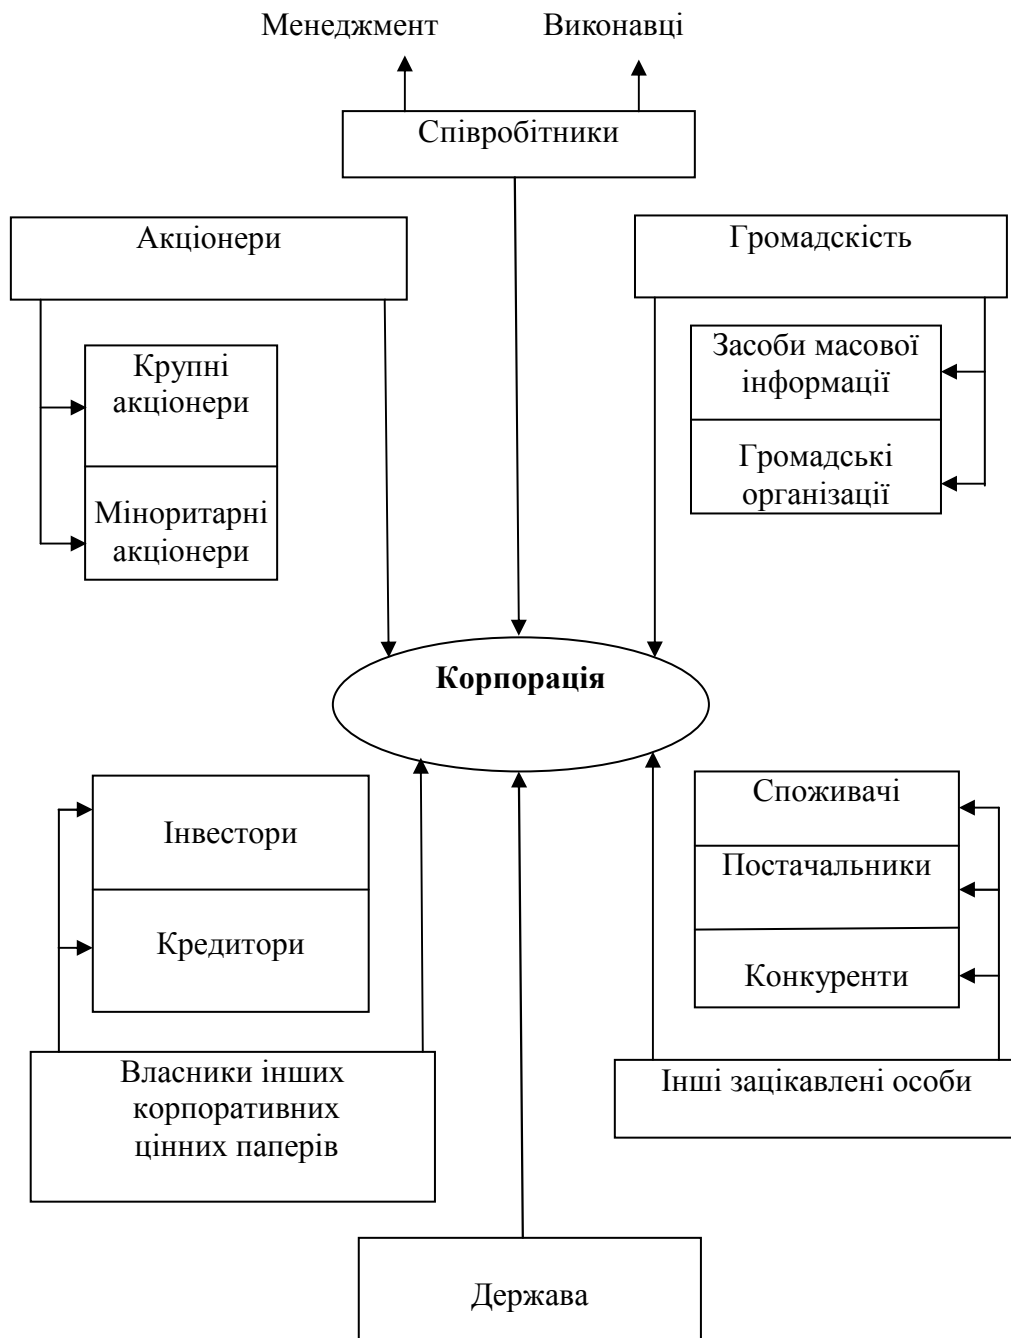 Менеджмент
Виконавці
Співробітники
Акціонери
Громадскість
Крупні
акціонери
Міноритарні
акціонери
Засоби масової
інформації
Громадські
організації
Корпорація
Інвестори
Кредитори
Споживачі
Постачальники
Конкуренти
Власники інших
корпоративних
цінних паперів
Інші зацікавлені особи
Держава